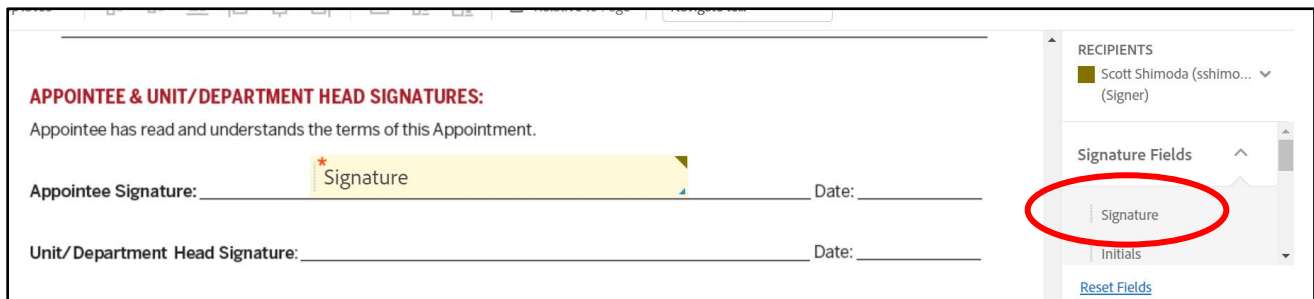 RECIPIENTS
Scott Shimoda (sshimo...
(Signer)
APPOINTEE & UNIT/DEPARTMENT HEAD SIGNATURES:
Appointee has read and understands the terms of this Appointment.
Signature Fields
* Signature
Appointee Signature: Date:
Signature
Unit/Department Head Signature: Date:
Initials
Reset Fields